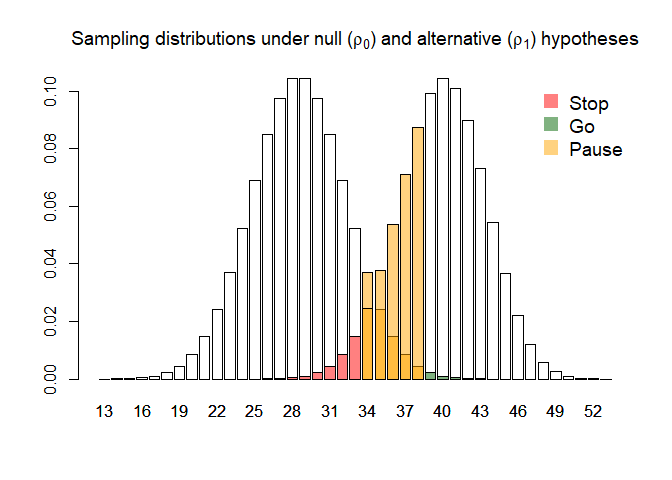 Sampling distributions under null (ρ0) and alternative (ρ1) hypotheses
Stop
Go
Pause
0.10
0.08
0.06
0.04
0.02
0.00
13 16 19 22 25 28 31 34 37 40 43 46 49 52